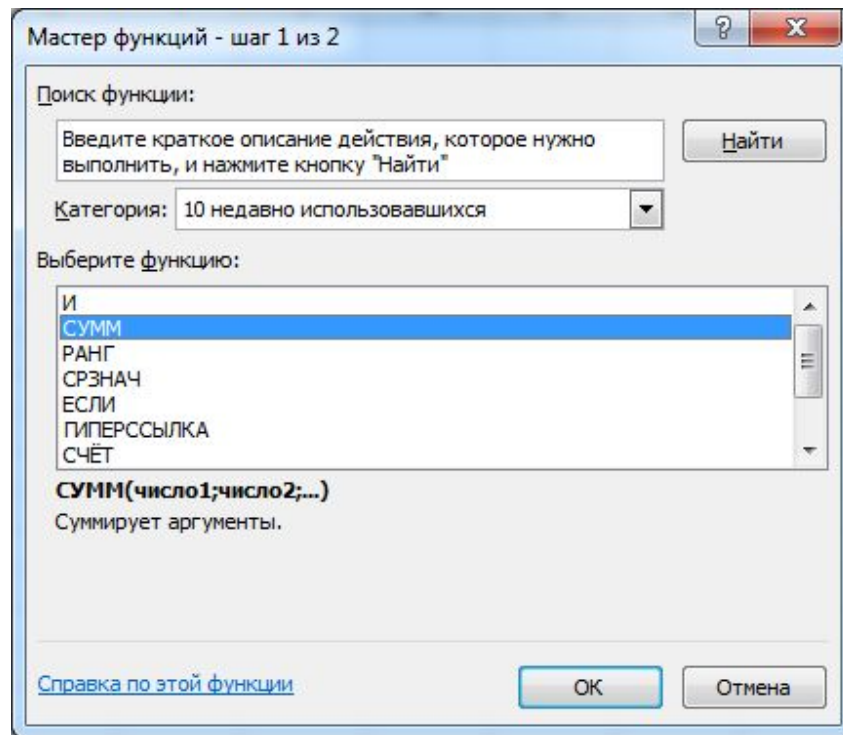 Мастер функций - шаг 1 из 2
Поиск функции:
Введите краткое описание действия, которое нужно
выполнить, и нажмите кнопку "Найти"
Найти
Категория: 10 недавно использовавшихся
Выберите функцию:
И
СУММ
РАНГ
СРЗНАЧ
ЕСЛИ
ГИПЕРССЫЛКА
СЧЁТ
СУММ(число1;число2;...)
Суммирует аргументы.
Справка по этой функции
ОК
Отмена